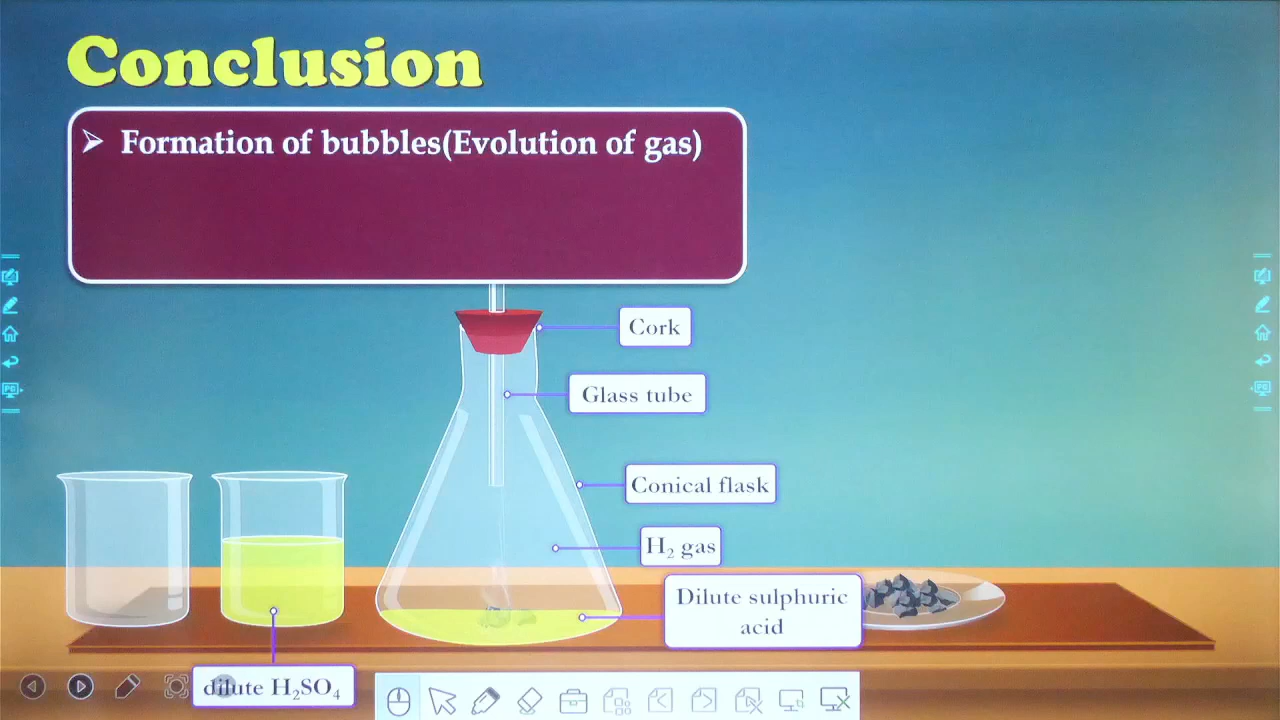 Conclusion
➢ Formation of bubbles(Evolution of gas)
Cork
Glass tube
Conical flask
H₂ gas
Dilute sulphuric
acid
dilute H₂SO₄